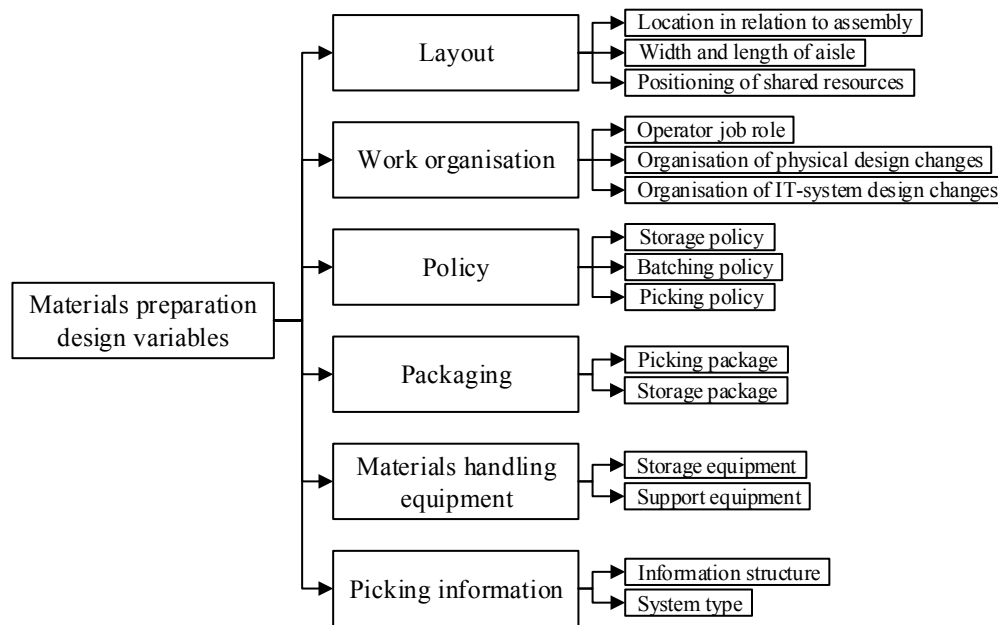 Materials preparation
design variables
Layout
Location in relation to assembly
Width and length of aisle
Positioning of shared resources
Work organisation
Operator job role
Organisation of physical design changes
Organisation of IT-system design changes
Policy
Storage policy
Batching policy
Picking policy
Packaging
Picking package
Storage package
Materials handling
equipment
Storage equipment
Support equipment
Picking information
Information structure
System type